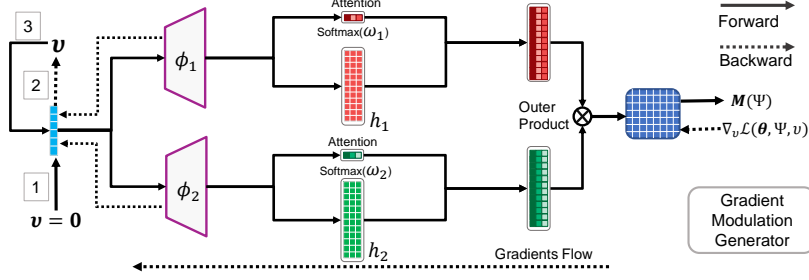 3
υ
2
1
υ = 0
ϕ₁
ϕ₂
Attention
Softmax(ω₁)
h₁
Attention
Softmax(ω₂)
h₂
Outer
Product
Forward
Backward
M(Ψ)
∇υℒ(θ, Ψ, υ)
Gradient
Modulation
Generator
Gradients Flow